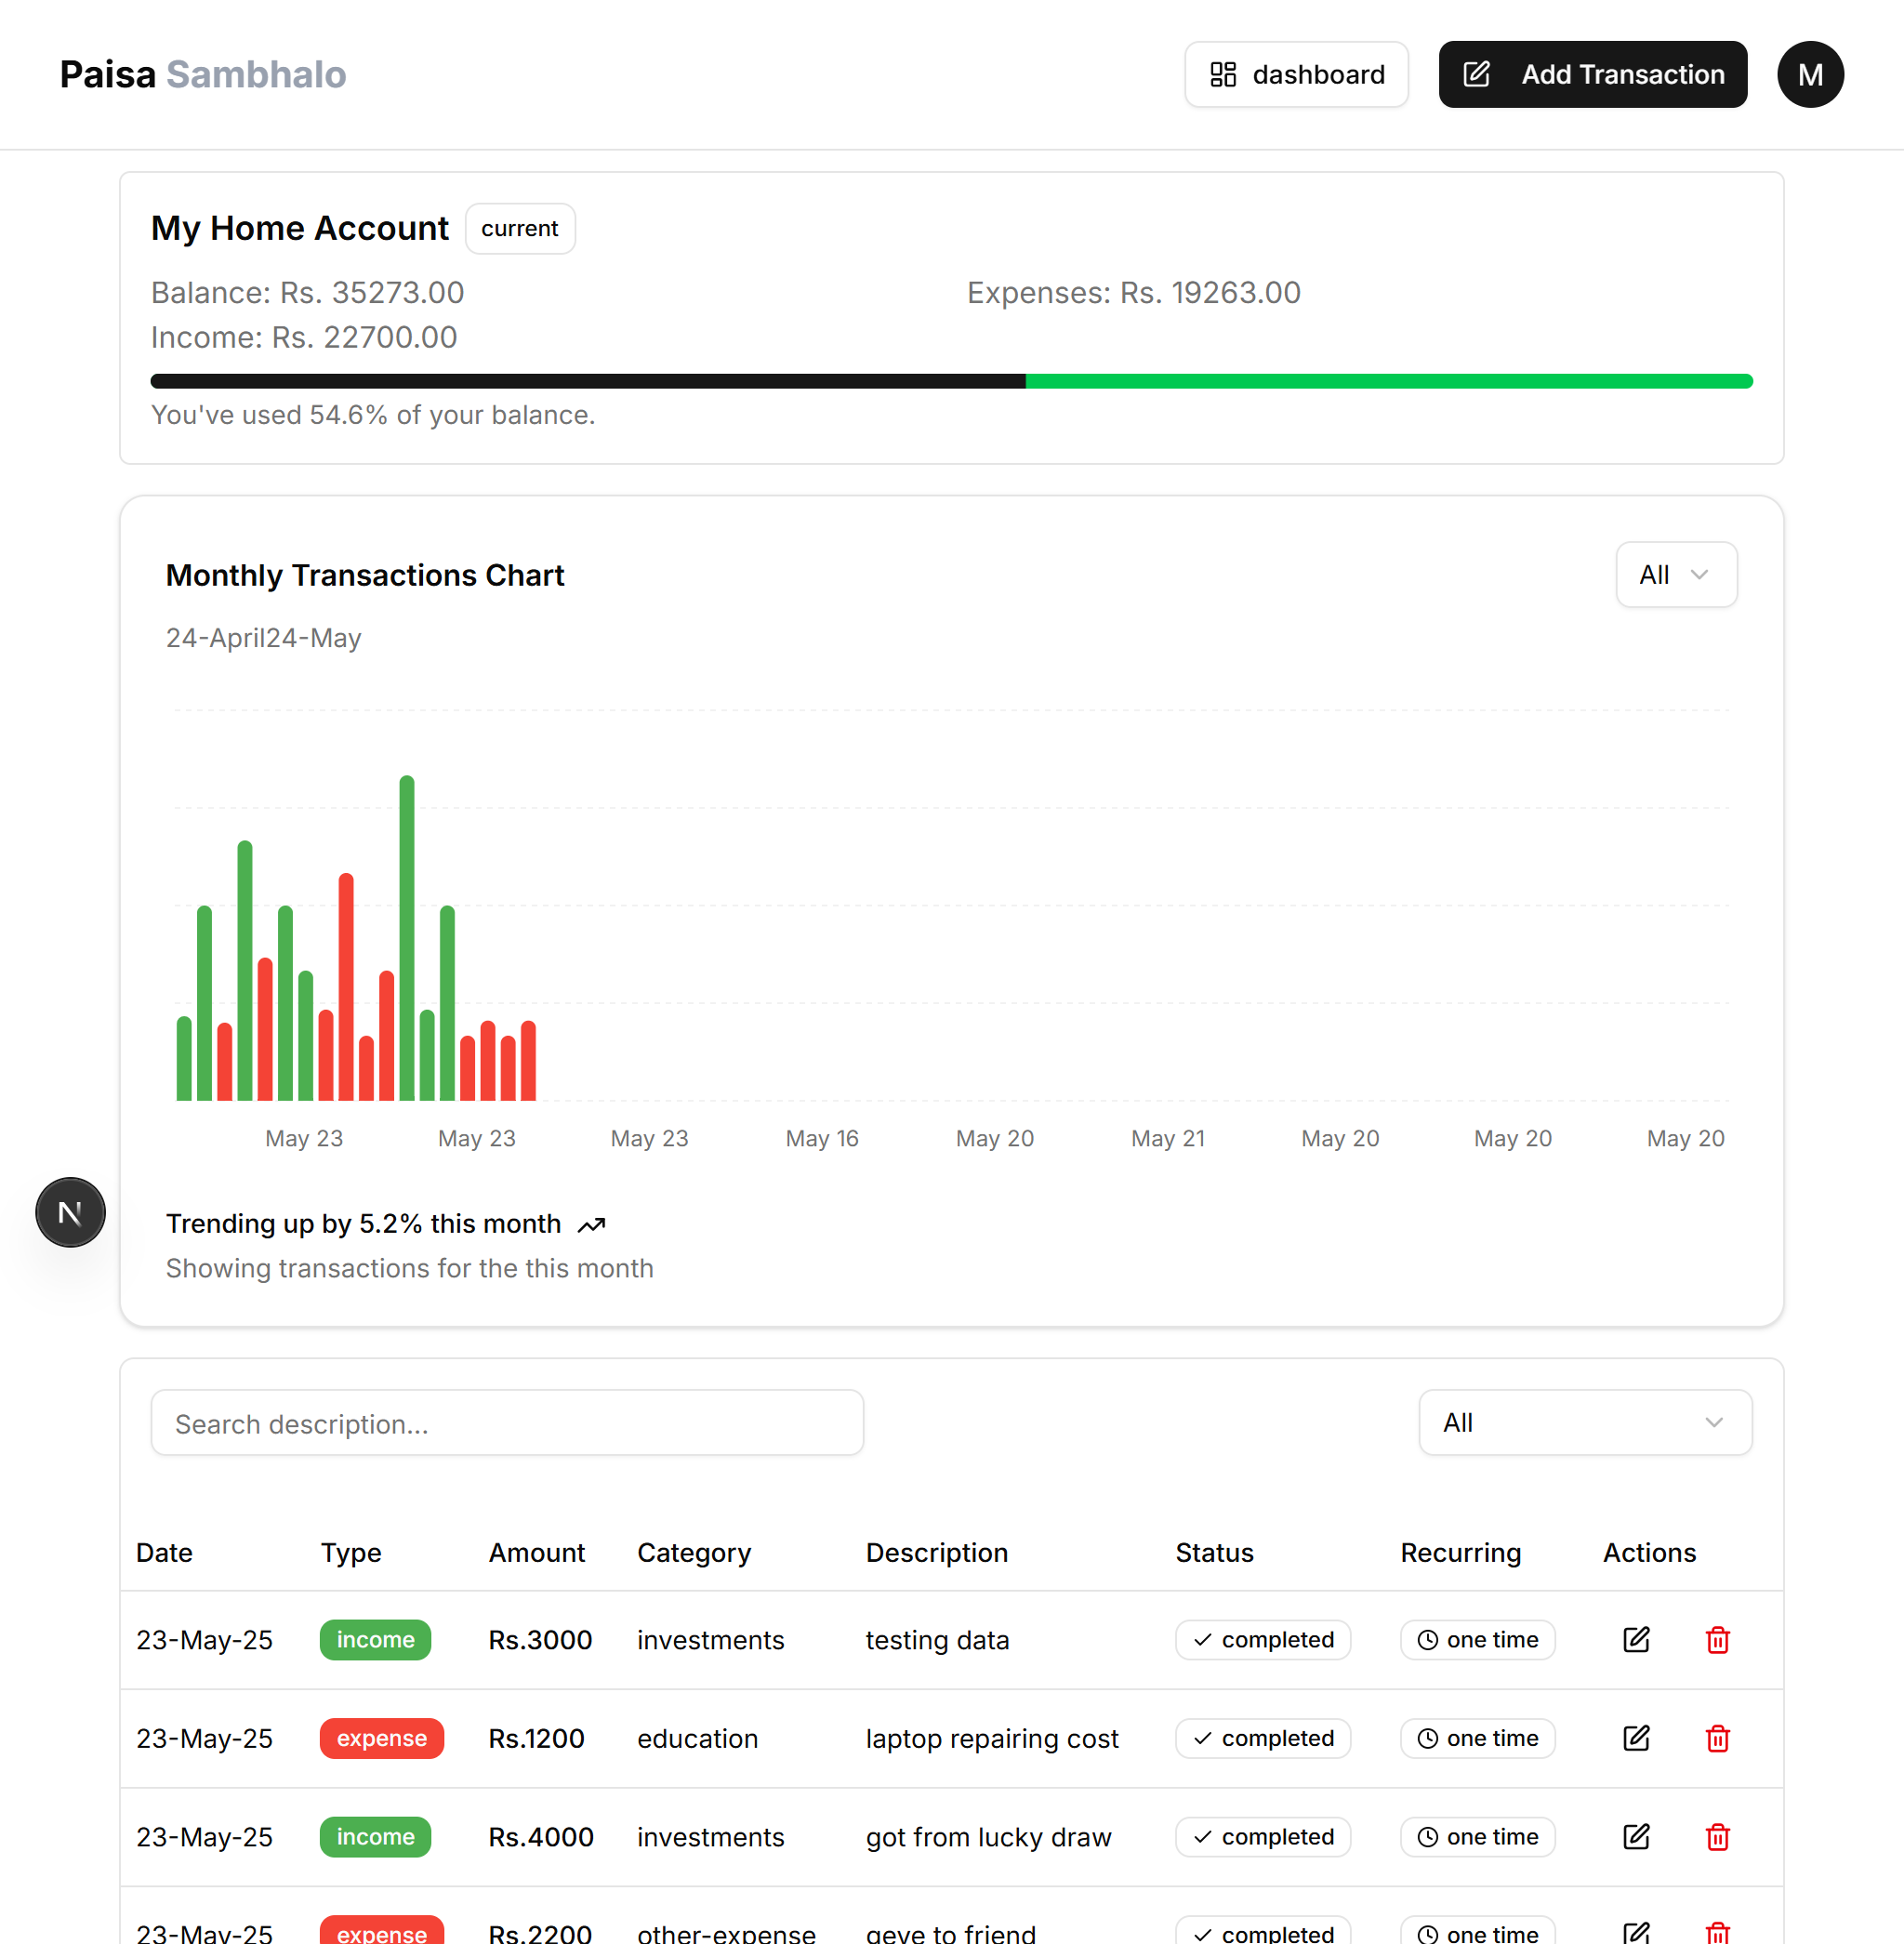 Paisa Sambhalo
dashboard
Add Transaction
M
My Home Account
current
Balance: Rs. 35273.00
Expenses: Rs. 19263.00
Income: Rs. 22700.00
You've used 54.6% of your balance.
Monthly Transactions Chart
All
24-April24-May
May 23 May 23 May 23 May 16 May 20 May 21 May 20 May 20 May 20
N
Trending up by 5.2% this month
Showing transactions for the this month
Search description...
All
Date Type Amount Category Description Status Recurring Actions
23-May-25 income Rs.3000 investments testing data completed one time
23-May-25 expense Rs.1200 education laptop repairing cost completed one time
23-May-25 income Rs.4000 investments got from lucky draw completed one time
23-May-25 expense Rs.2200 other-expense geve to friend completed one time